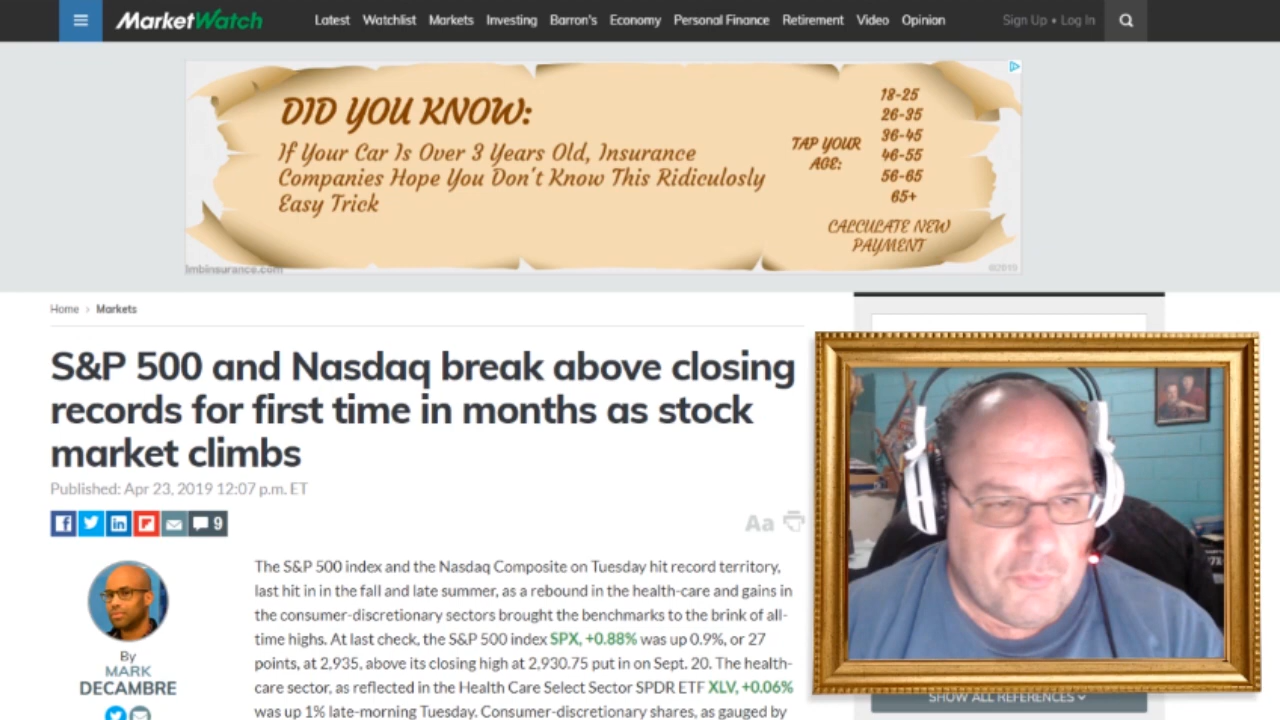 MarketWatch
Latest Watchlist Markets Investing Barron's Economy Personal Finance Retirement Video Opinion
Sign Up • Log In
DID YOU KNOW:
If Your Car Is Over 3 Years Old, Insurance
Companies Hope You Don't Know This Ridiculosly
Easy Trick
TAP YOUR
AGE:
18-25
26-35
36-45
46-55
56-65
65+
CALCULATE NEW
PAYMENT
lmbinsurance.com
©2019
Home > Markets
S&P 500 and Nasdaq break above closing
records for first time in months as stock
market climbs
Published: Apr 23, 2019 12:07 p.m. ET
9
Aa
By
MARK
DECAMBRE
The S&P 500 index and the Nasdaq Composite on Tuesday hit record territory,
last hit in in the fall and late summer, as a rebound in the health-care and gains in
the consumer-discretionary sectors brought the benchmarks to the brink of all-
time highs. At last check, the S&P 500 index SPX, +0.88% was up 0.9%, or 27
points, at 2,935, above its closing high at 2,930.75 put in on Sept. 20. The health-
care sector, as reflected in the Health Care Select Sector SPDR ETF XLV, +0.06%
was up 1% late-morning Tuesday. Consumer-discretionary shares, as gauged by
SHOW ALL REFERENCES